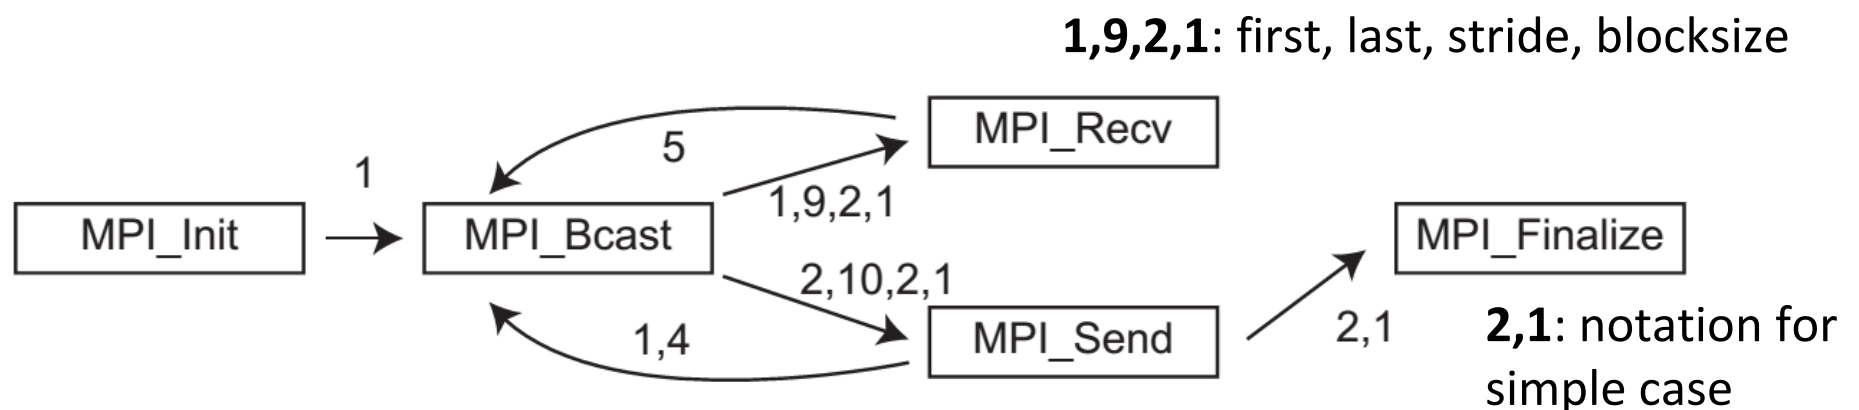 1,9,2,1: first, last, stride, blocksize
MPI_Recv
5
1
1,9,2,1
MPI_Init
MPI_Bcast
MPI_Finalize
2,10,2,1
MPI_Send
1,4
2,1
2,1: notation for
simple case